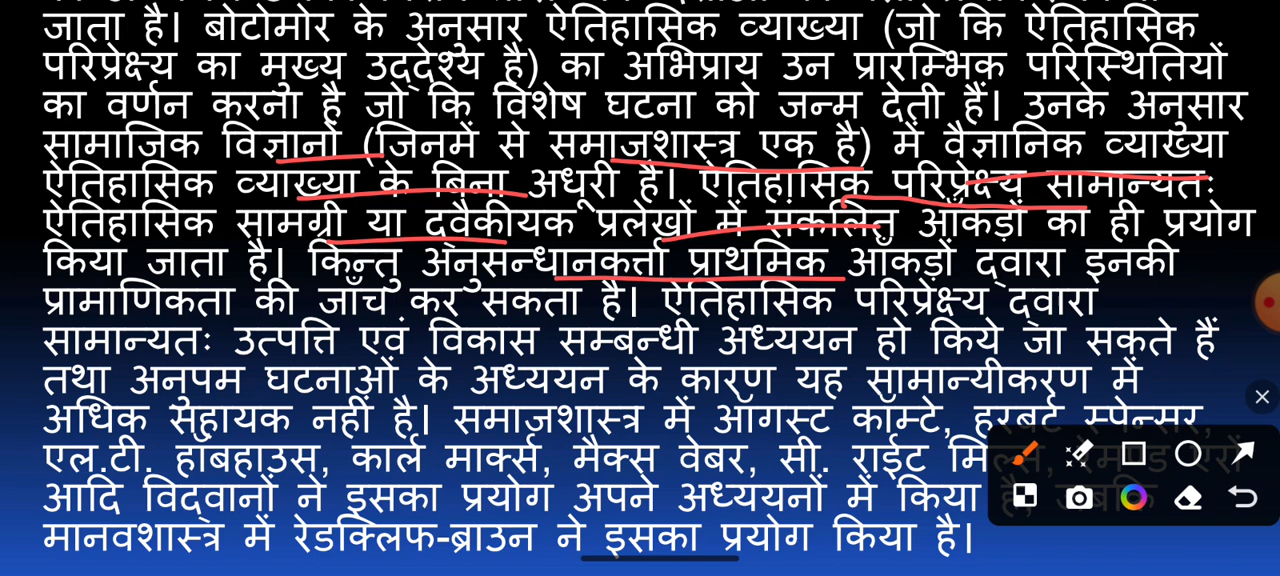 जाता है। बोटोमोर के अनुसार ऐतिहासिक व्याख्या (जो कि ऐतिहासिक
परिप्रेक्ष्य का मुख्य उद्देश्य है) का अभिप्राय उन प्रारम्भिक परिस्थितियों
का वर्णन करना है जो कि विशेष घटना को जन्म देती हैं। उनके अनुसार
सामाजिक विज्ञानों (जिनमें से समाजशास्त्र एक है) में वैज्ञानिक व्याख्या
ऐतिहासिक व्याख्या के बिना अधूरी है। ऐतिहासिक परिप्रेक्ष्य सामान्यतः
ऐतिहासिक सामग्री या द्वैकीयक प्रलेखों में संकलित आँकड़ों का ही प्रयोग
किया जाता है। किन्तु अनुसन्धानकर्त्ता प्राथमिक आँकड़ों द्वारा इनकी
प्रामाणिकता की जाँच कर सकता है। ऐतिहासिक परिप्रेक्ष्य द्वारा
सामान्यतः उत्पत्ति एवं विकास सम्बन्धी अध्ययन हो किये जा सकते हैं
तथा अनुपम घटनाओं के अध्ययन के कारण यह सामान्यीकरण में
अधिक सहायक नहीं है। समाजशास्त्र में ऑगस्ट कॉम्टे, हरबर्ट स्पेन्सर,
एल.टी. हॉबहाउस, कार्ल मार्क्स, मैक्स वेबर, सी. राईट मिल्स, रेमण्ड ऐरों
आदि विद्वानों ने इसका प्रयोग अपने अध्ययनों में किया है, जबकि
मानवशास्त्र में रेडक्लिफ-ब्राउन ने इसका प्रयोग किया है।